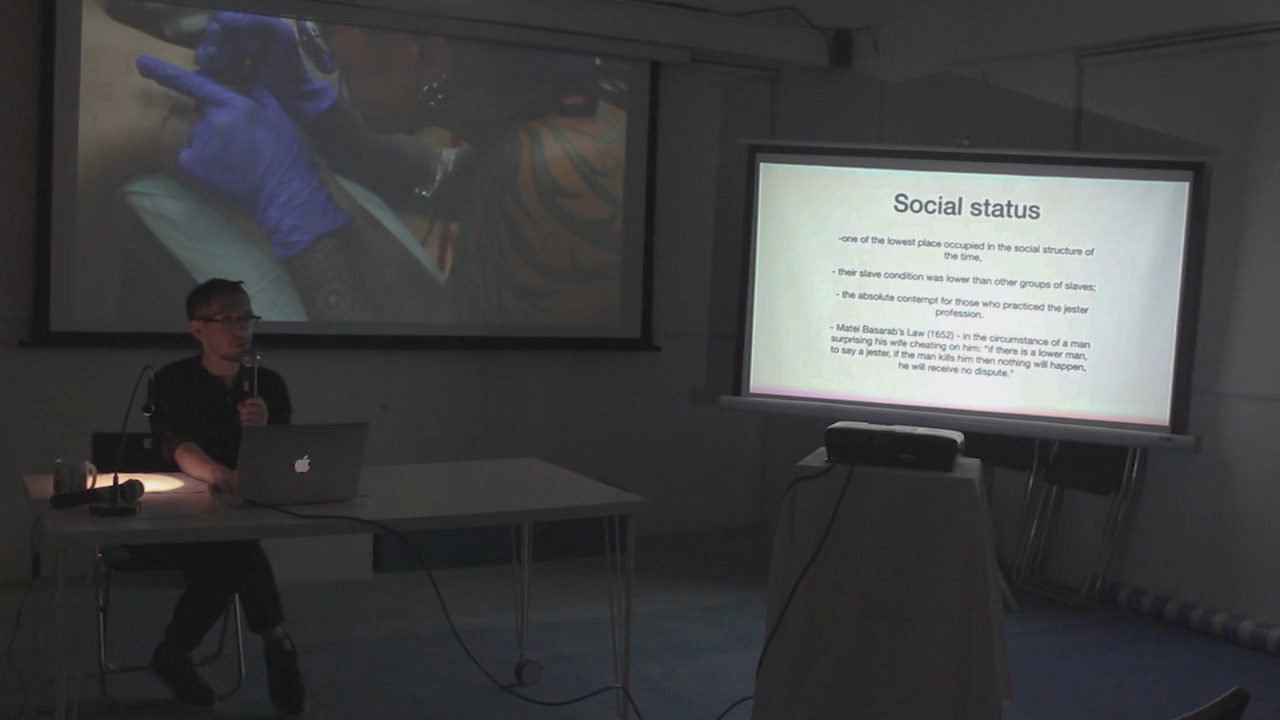 Social status
-one of the lowest place occupied in the social structure of
the time,
- their slave condition was lower than other groups of slaves;
- the absolute contempt for those who practiced the jester
profession.
- Matei Basarab's Law (1652) - in the circumstance of a man
surprising his wife cheating on him: "if there is a lower man,
to say a jester, if the man kills him then nothing will happen,
he will receive no dispute."